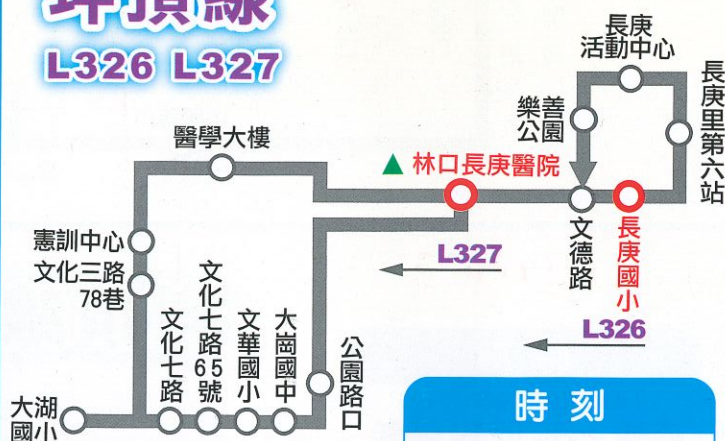 坪頂線
L326 L327
長庚
活動中心
長庚里第六站
樂善公園
醫學大樓
▲ 林口長庚醫院
文德路
長庚國小
憲訓中心
文化三路
78巷
L327
L326
文化七路
文化七路65號
文華國小
大崗國中
公園路口
大湖
國小
時刻